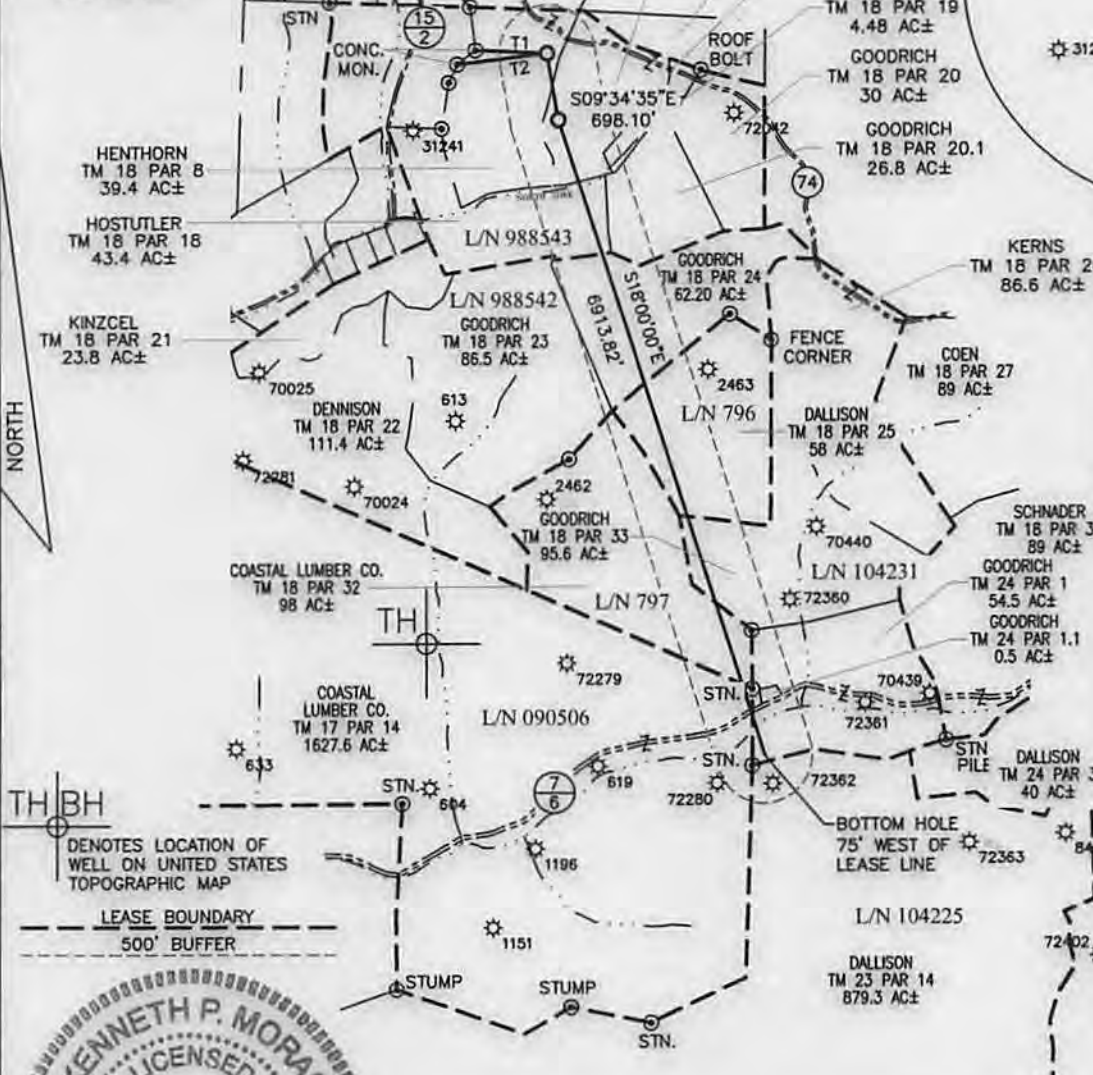 STN
15
2
CONC.
MON.
T1
T2
ROOF
BOLT
TM 18 PAR 19
4.48 AC±
GOODRICH
TM 18 PAR 20
30 AC±
GOODRICH
TM 18 PAR 20.1
26.8 AC±
312
S09°34'35"E
698.10'
72042
74
31241
HENTHORN
TM 18 PAR 8
39.4 AC±
HOSTUTLER
TM 18 PAR 18
43.4 AC±
KINZCEL
TM 18 PAR 21
23.8 AC±
L/N 988543
L/N 988542
GOODRICH
TM 18 PAR 23
86.5 AC±
GOODRICH
TM 18 PAR 24
62.20 AC±
KERNS
TM 18 PAR 2
86.6 AC±
S18°00'00"E
6913.82'
FENCE
CORNER
COEN
TM 18 PAR 27
89 AC±
70025
613
2463
L/N 796
DALLISON
TM 18 PAR 25
58 AC±
DENNISON
TM 18 PAR 22
111.4 AC±
NORTH
72281
70024
2462
GOODRICH
TM 18 PAR 33
95.6 AC±
70440
SCHNADER
TM 18 PAR 3
89 AC±
GOODRICH
TM 24 PAR 1
54.5 AC±
GOODRICH
TM 24 PAR 1.1
0.5 AC±
COASTAL LUMBER CO.
TM 18 PAR 32
98 AC±
L/N 797
L/N 104231
72360
TH
72279
STN.
70439
72361
COASTAL
LUMBER CO.
TM 17 PAR 14
1627.6 AC±
L/N 090506
633
STN.
604
7
6
619
STN.
72280
72362
STN
PILE
DALLISON
TM 24 PAR 3
40 AC±
TH BH
DENOTES LOCATION OF
WELL ON UNITED STATES
TOPOGRAPHIC MAP
LEASE BOUNDARY
500' BUFFER
1196
BOTTOM HOLE
75' WEST OF
LEASE LINE
72363
84
1151
L/N 104225
72402
DALLISON
TM 23 PAR 14
879.3 AC±
STUMP
STUMP
STN.
KENNETH P. MORA
LICENSED